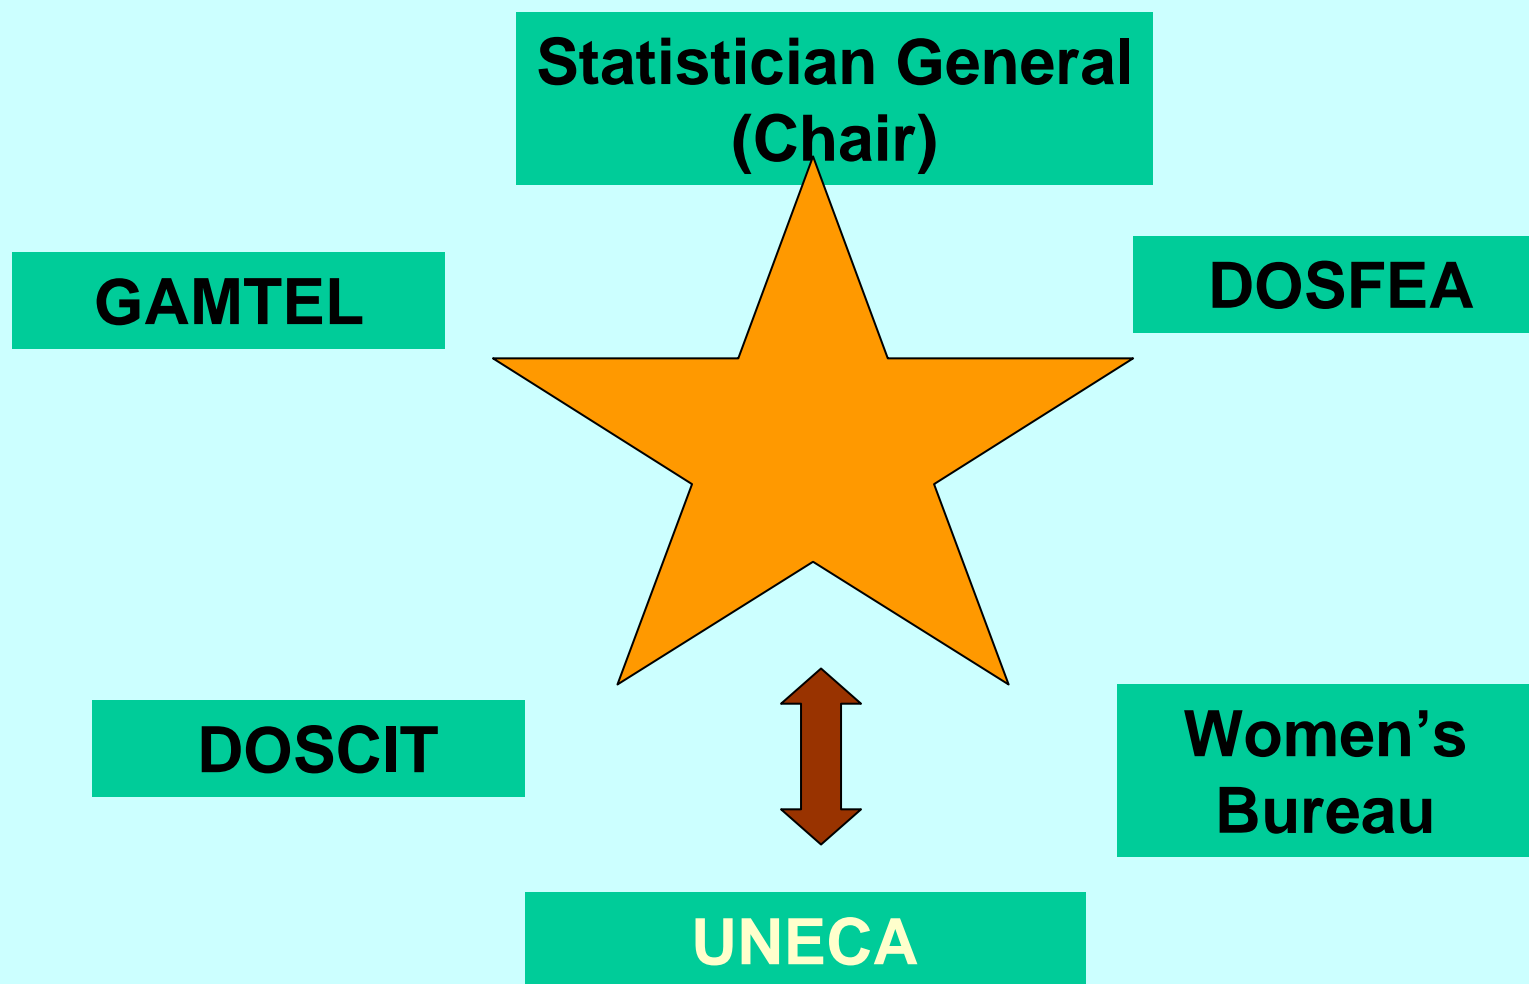 Statistician General
(Chair)
GAMTEL
DOSFEA
DOSCIT
Women’s
Bureau
UNECA